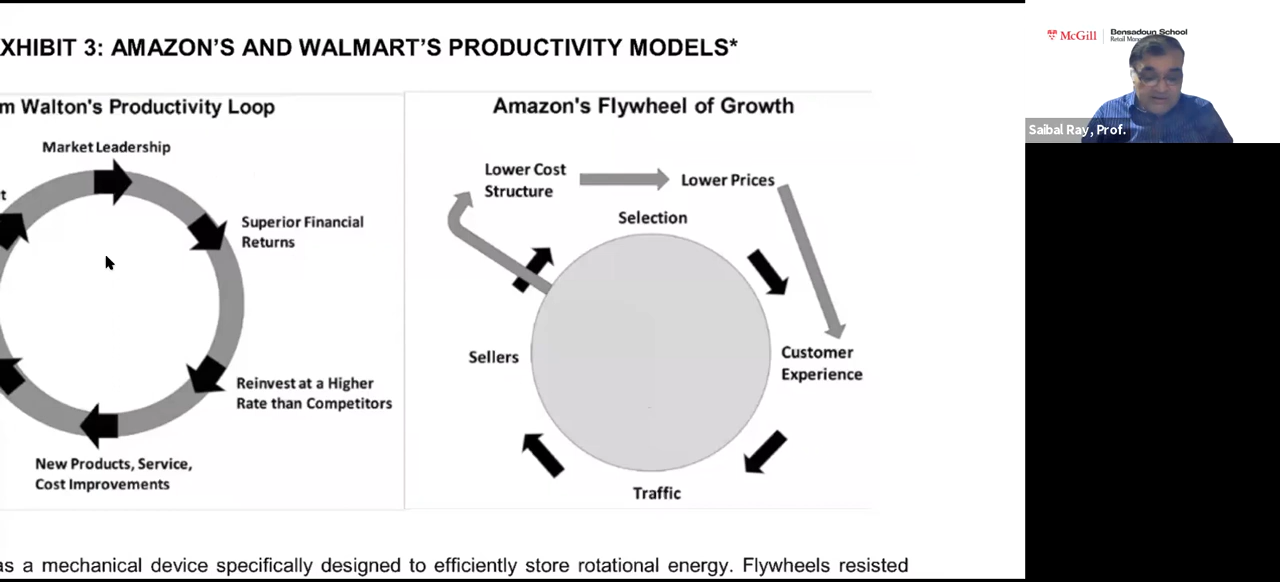 XHIBIT 3: AMAZON'S AND WALMART'S PRODUCTIVITY MODELS*
m Walton's Productivity Loop
Market Leadership
t
Superior Financial
Returns
Reinvest at a Higher
Rate than Competitors
New Products, Service,
Cost Improvements
Amazon's Flywheel of Growth
Lower Cost
Structure
Lower Prices
Selection
Sellers
Customer
Experience
Traffic
as a mechanical device specifically designed to efficiently store rotational energy. Flywheels resisted
McGill
Bensadoun School
Retail
Saibal Ray, Prof.